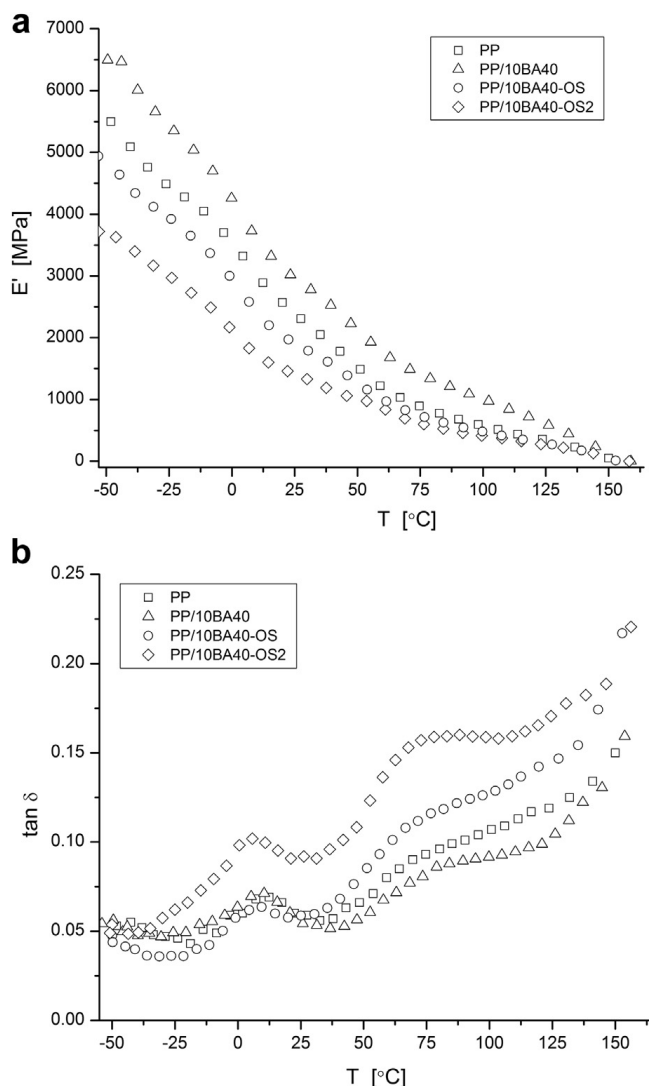 a
7000
6000
5000
4000
3000
2000
1000
0
E' [MPa]
PP
PP/10BA40
PP/10BA40-OS
PP/10BA40-OS2
-50 -25 0 25 50 75 100 125 150
T [°C]
b
0.25
0.20
0.15
0.10
0.05
0.00
tan δ
PP
PP/10BA40
PP/10BA40-OS
PP/10BA40-OS2
-50 -25 0 25 50 75 100 125 150
T [°C]